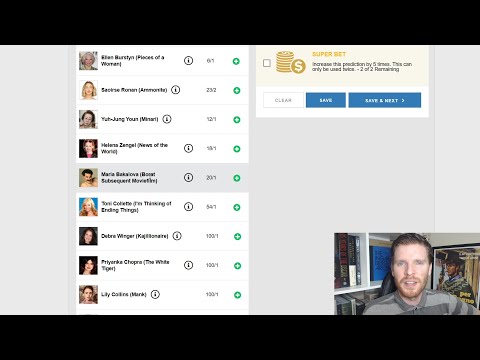 Ellen Burstyn (Pieces of a
Woman)
6/1
Saoirse Ronan (Ammonite)
23/2
Yuh-Jung Youn (Minari)
12/1
Helena Zengel (News of the
World)
18/1
Maria Bakalova (Borat
Subsequent Moviefilm)
20/1
Toni Collette (I'm Thinking of
Ending Things)
54/1
Debra Winger (Kajillionaire)
100/1
Priyanka Chopra (The White
Tiger)
100/1
Lily Collins (Mank)
100/1
SUPER BET
Increase this prediction by 5 times. This can
only be used twice. - 2 of 2 Remaining
CLEAR
SAVE
SAVE & NEXT